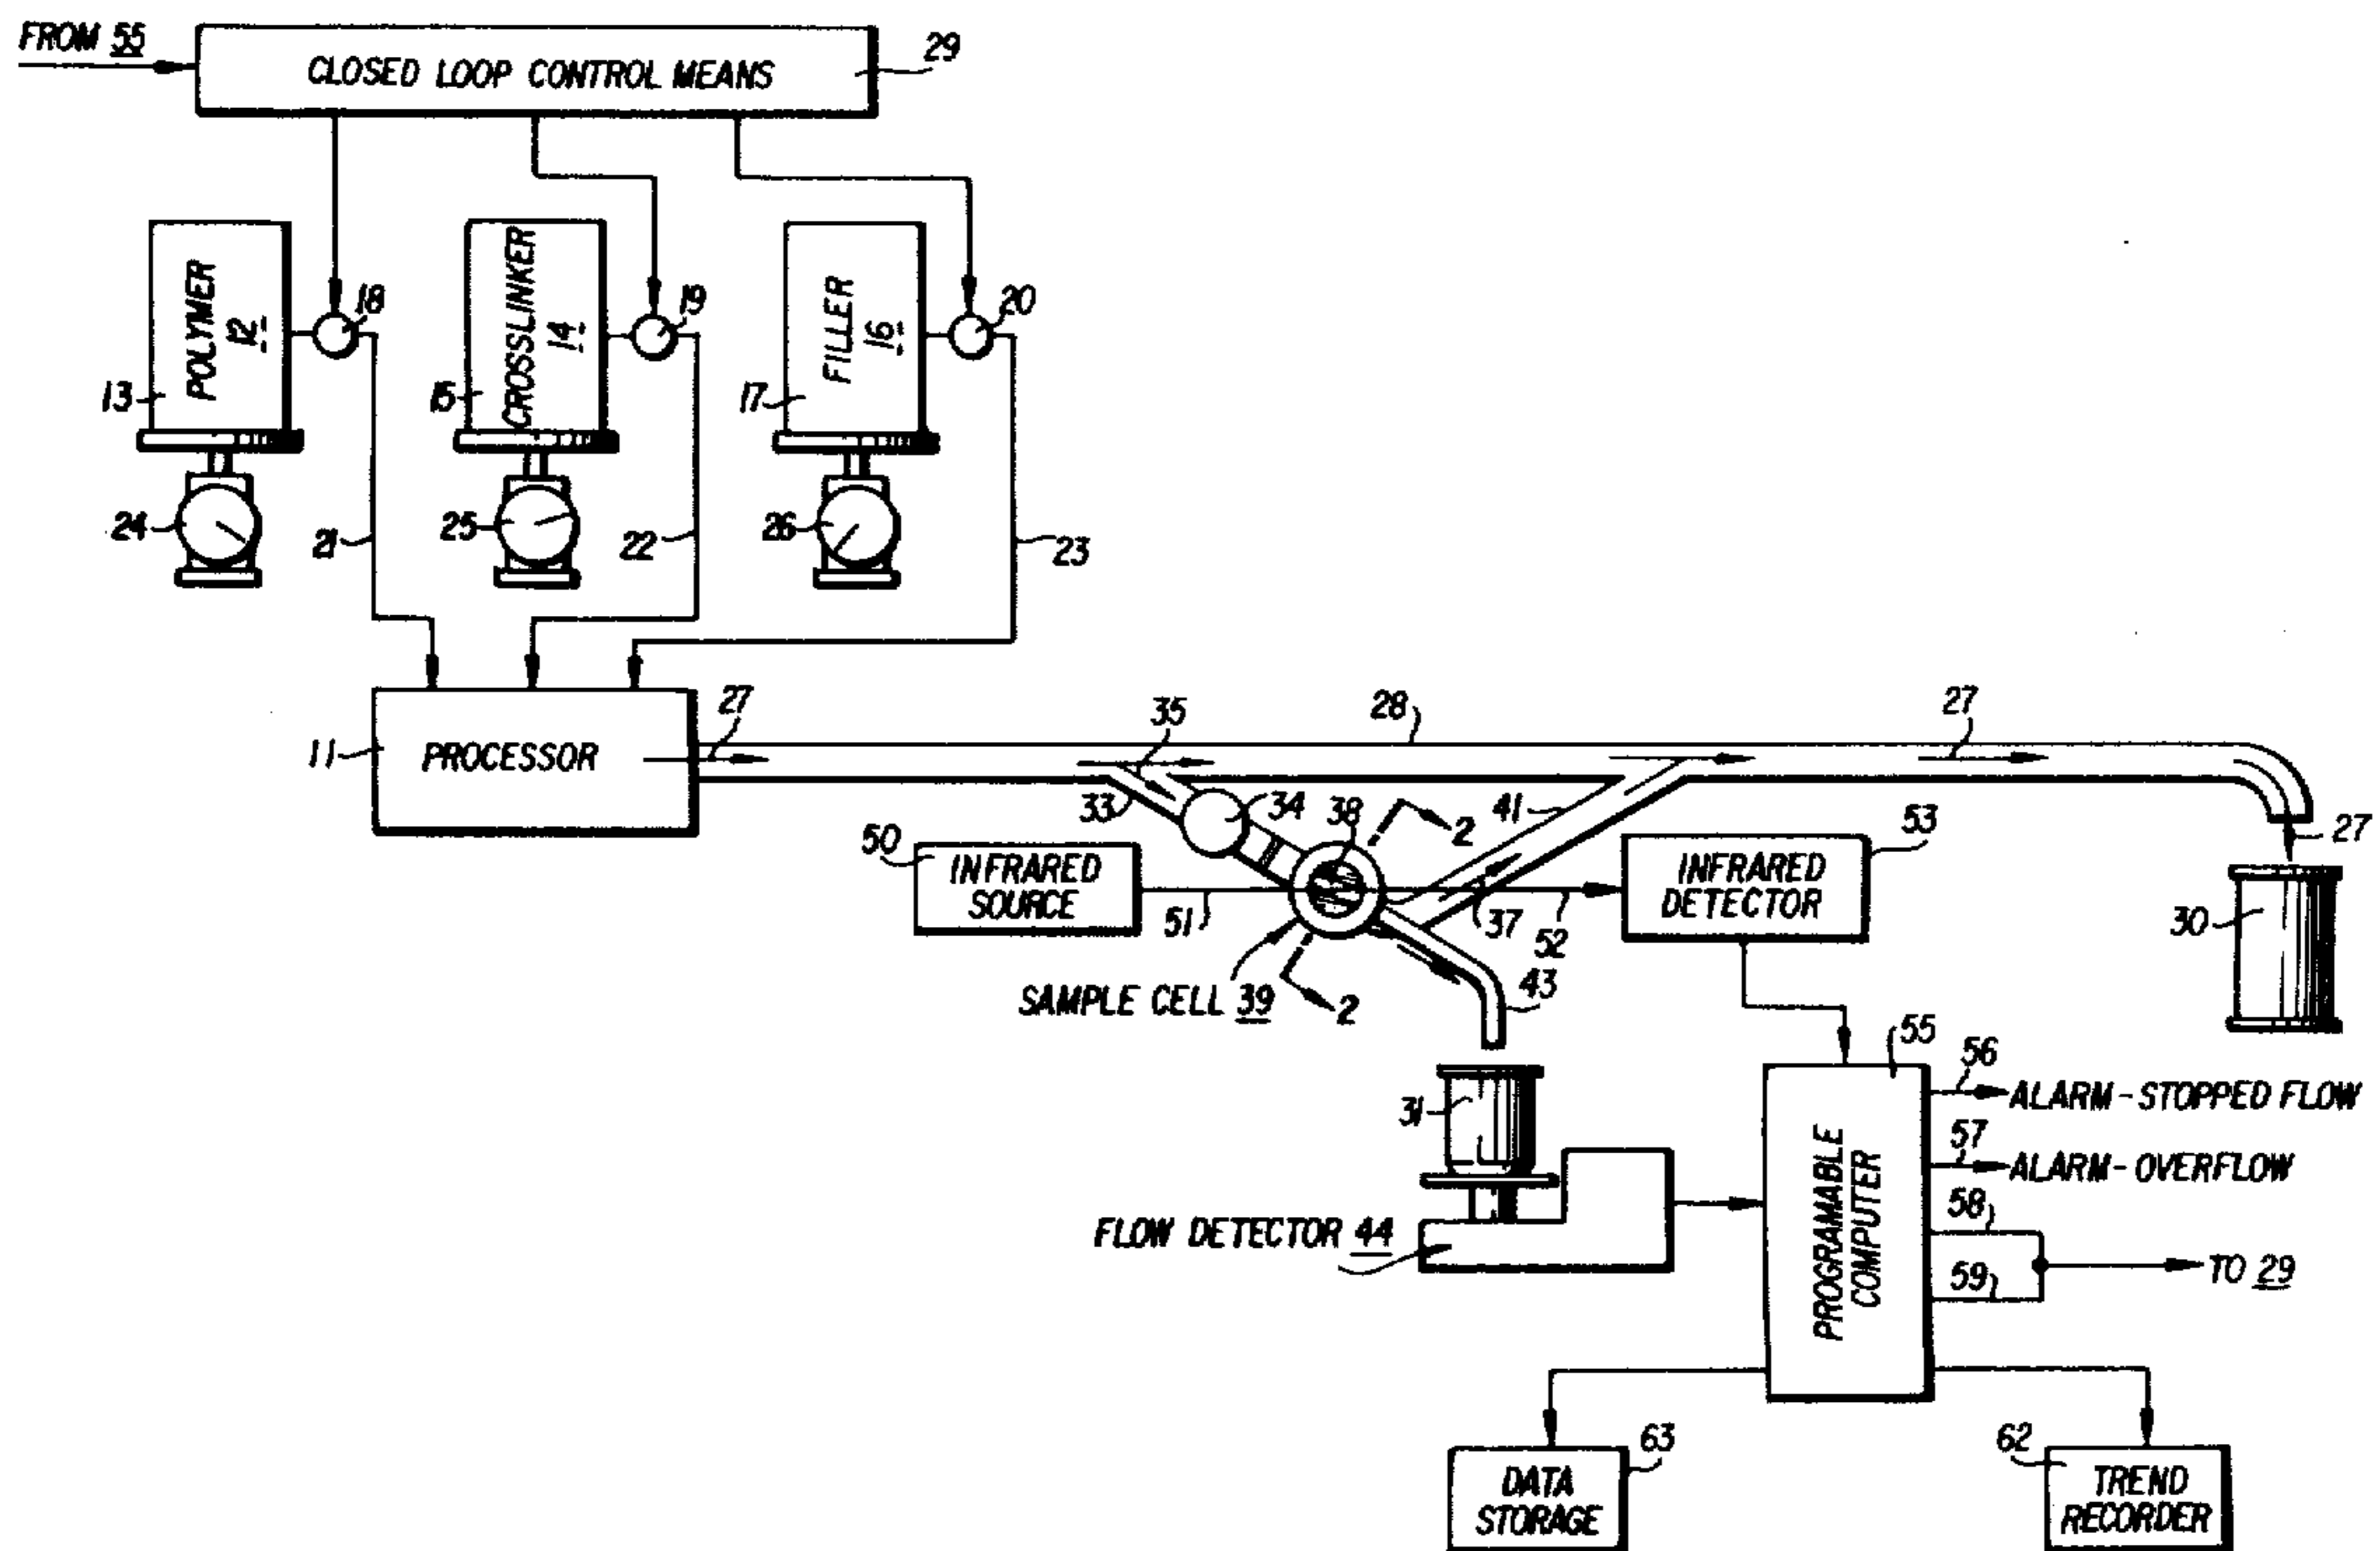 FROM 55
CLOSED LOOP CONTROL MEANS
29
POLYMER
12
18
CROSSLINKER
14
19
FILLER
16
20
13
15
17
24
21
25
22
26
23
11
PROCESSOR
27
35
28
27
33
34
38
2
41
50
INFRARED
SOURCE
51
37
52
53
INFRARED
DETECTOR
27
30
SAMPLE CELL 39
2
43
31
55
56
ALARM-STOPPED FLOW
57
ALARM-OVERFLOW
58
FLOW DETECTOR 44
PROGRAMABLE
COMPUTER
59
TO 29
63
DATA
STORAGE
62
TREND
RECORDER